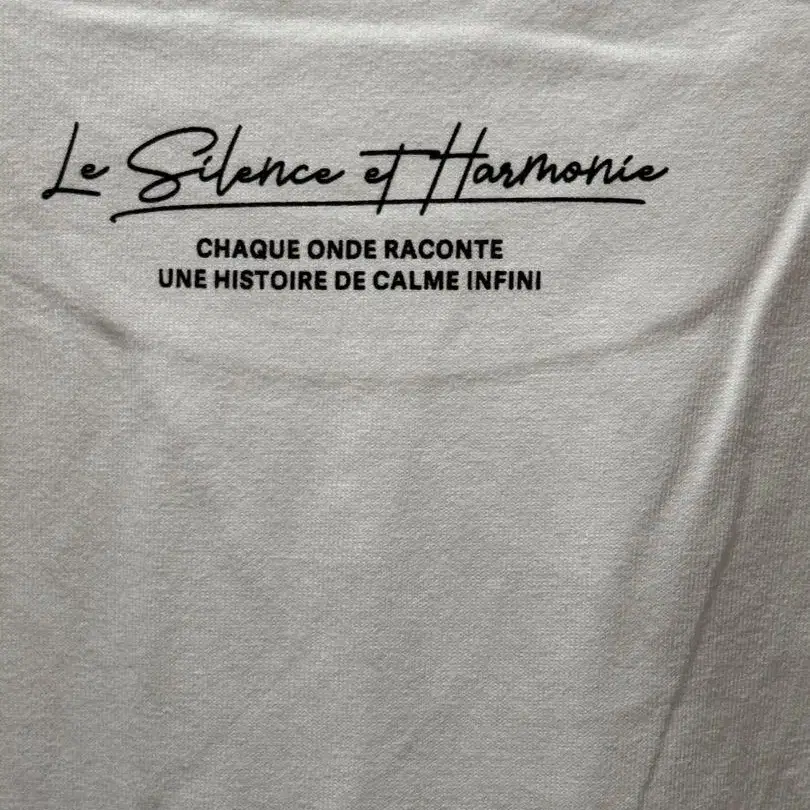 Le Silence et Harmonie
CHAQUE ONDE RACONTE
UNE HISTOIRE DE CALME INFINI